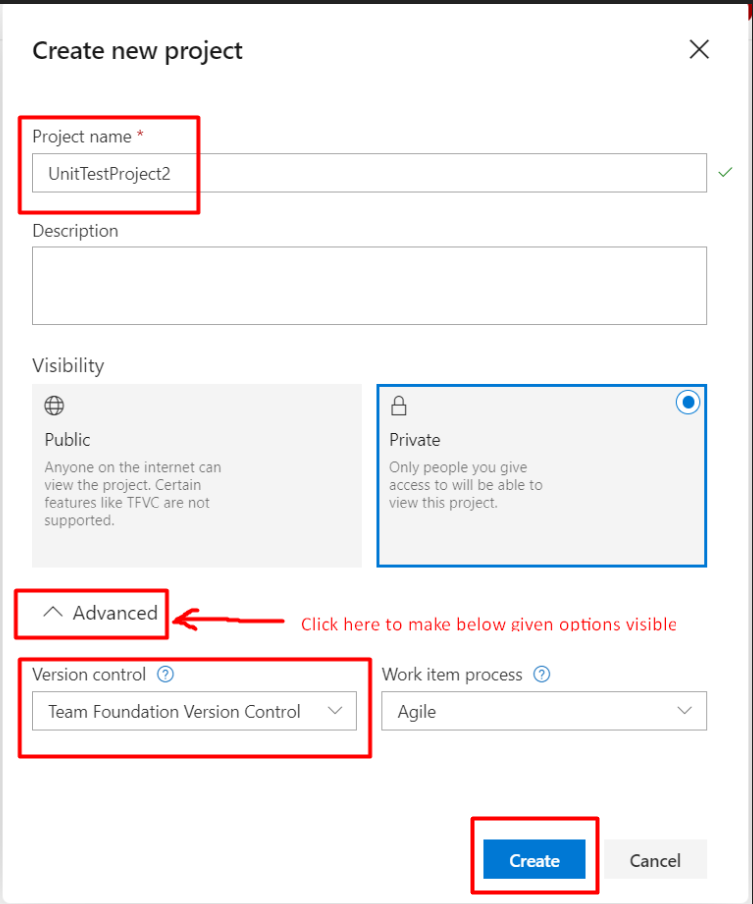 Create new project
Project name *
UnitTestProject2
Description
Visibility
Public
Anyone on the internet can
view the project. Certain
features like TFVC are not
supported.
Private
Only people you give
access to will be able to
view this project.
Advanced
Click here to make below given options visible
Version control ?
Team Foundation Version Control
Work item process ?
Agile
Create
Cancel